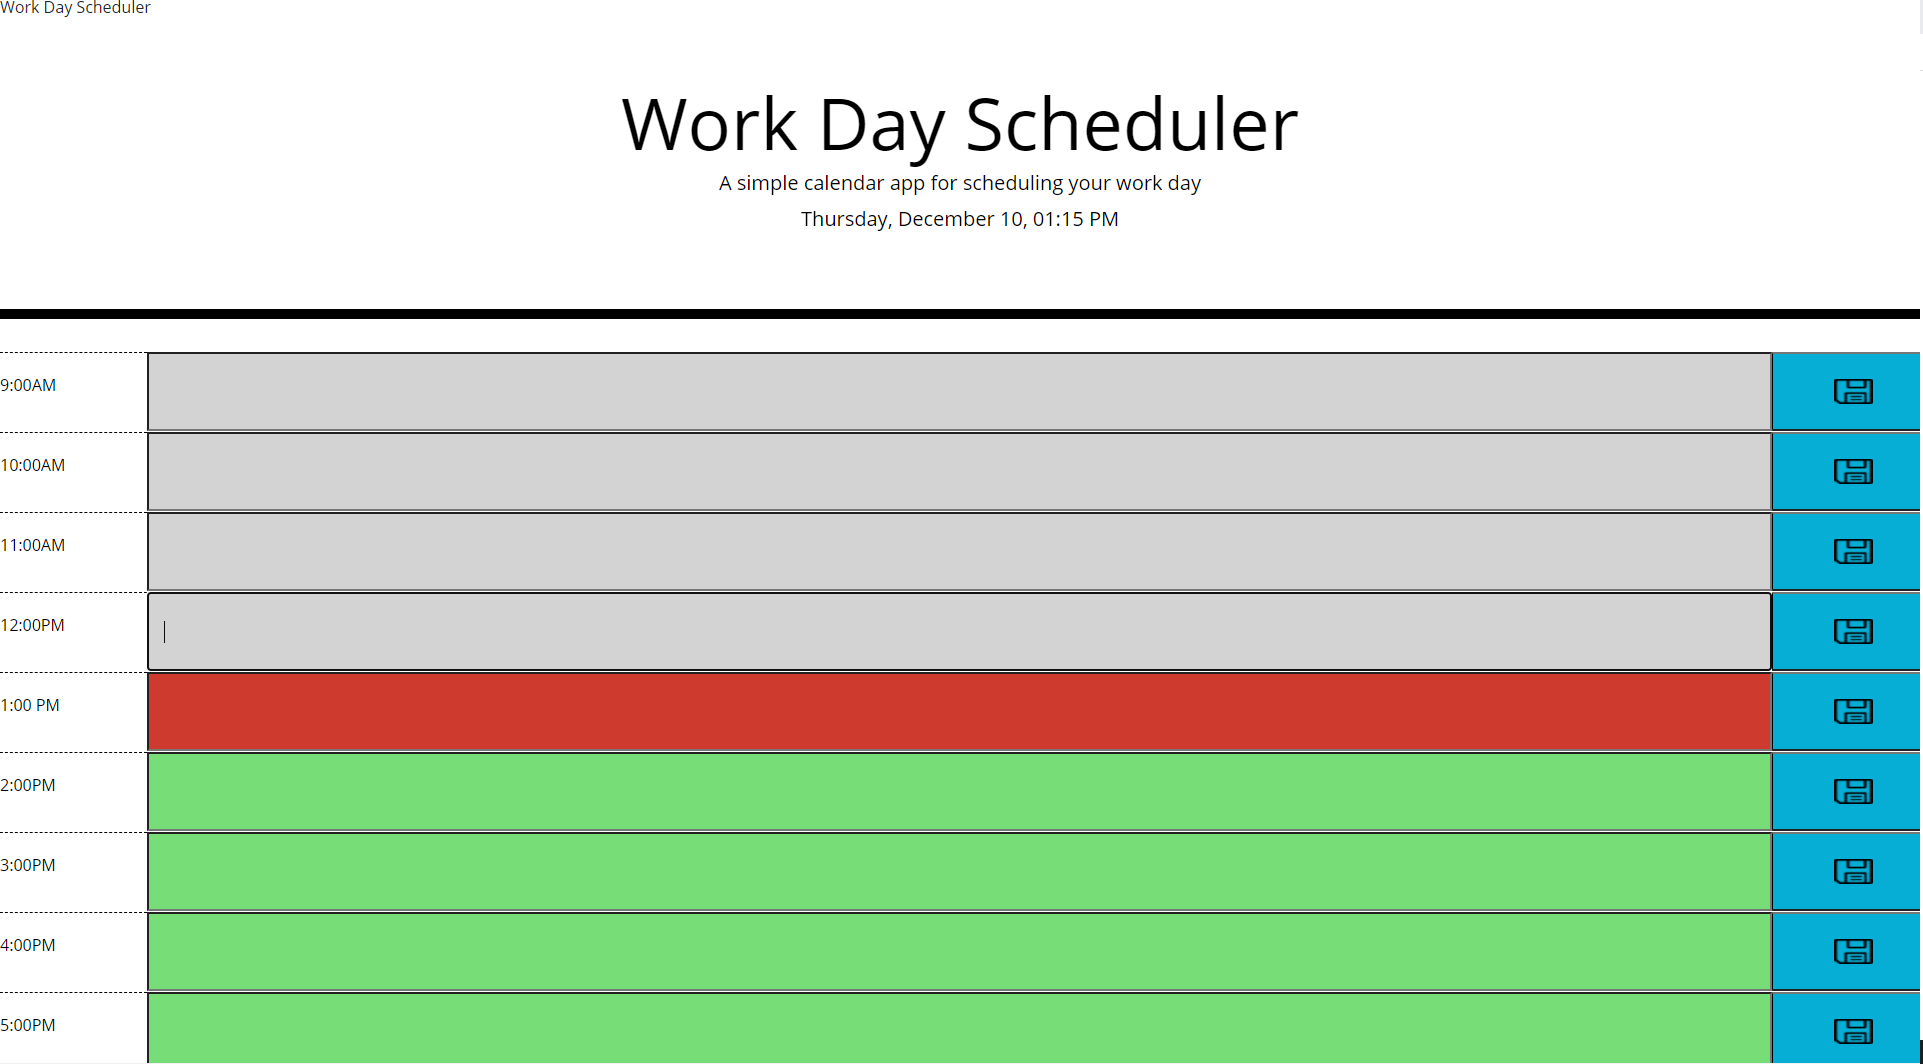 Work Day Scheduler
Work Day Scheduler
A simple calendar app for scheduling your work day
Thursday, December 10, 01:15 PM
9:00AM
10:00AM
11:00AM
12:00PM
1:00 PM
2:00PM
3:00PM
4:00PM
5:00PM